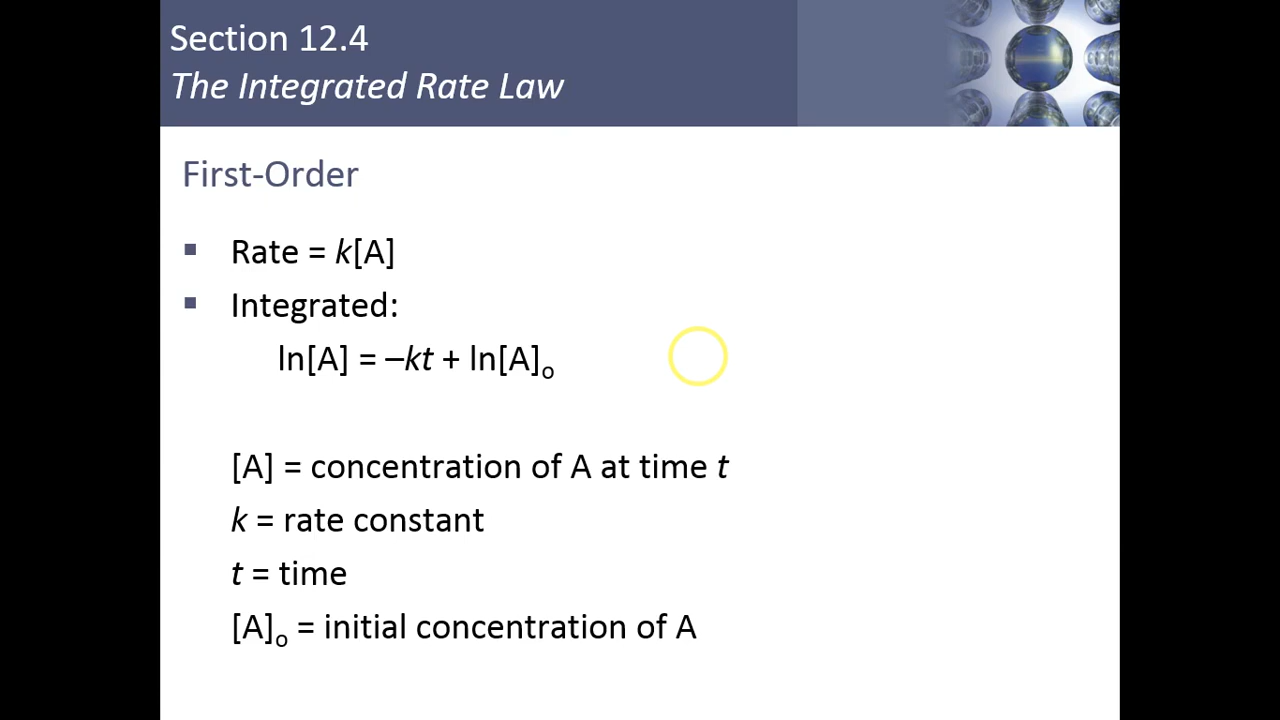 Section 12.4
The Integrated Rate Law
First-Order
▪ Rate = k[A]
▪ Integrated:
ln[A] = –kt + ln[A]ₒ
[A] = concentration of A at time t
k = rate constant
t = time
[A]ₒ = initial concentration of A